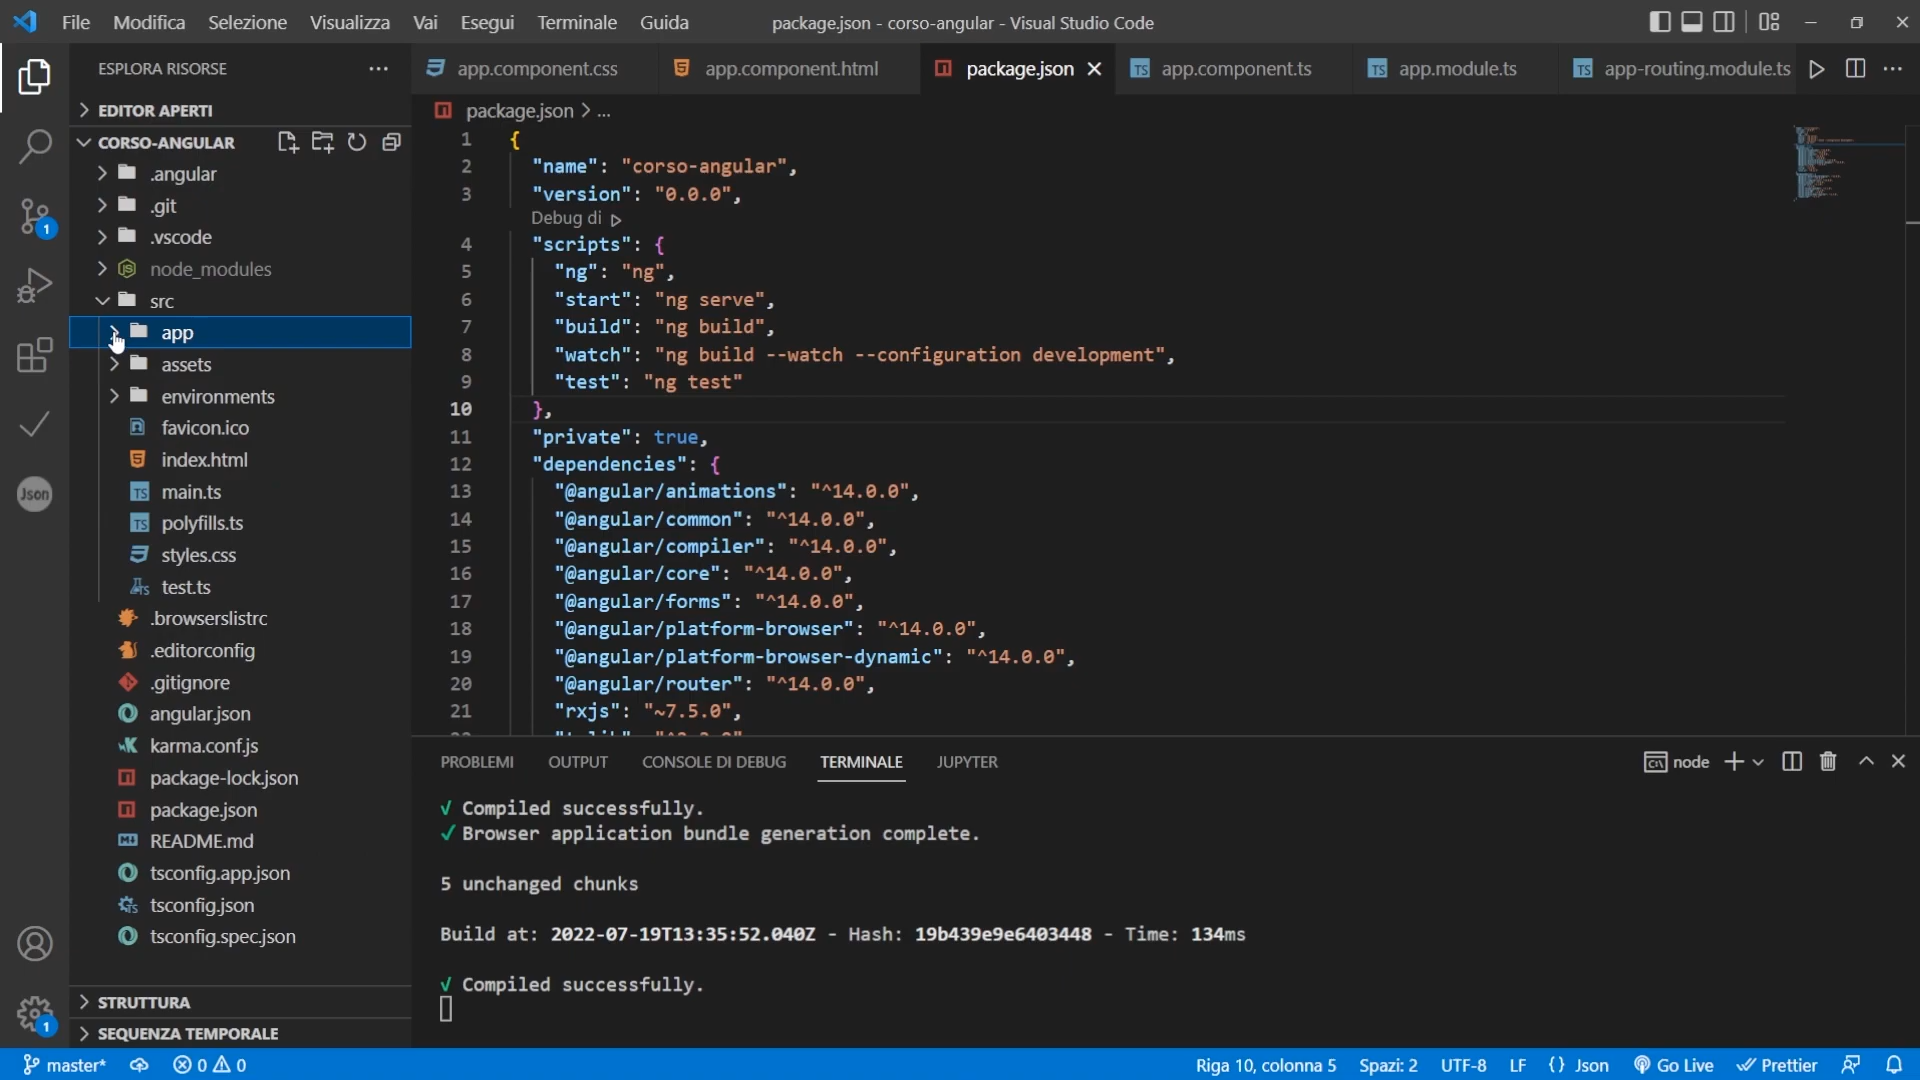 File Modifica Selezione Visualizza Vai Esegui Terminale Guida package.json - corso-angular - Visual Studio Code
ESPLORA RISORSE
EDITOR APERTI
CORSO-ANGULAR
.angular
.git
.vscode
node_modules
src
app
assets
environments
favicon.ico
index.html
main.ts
polyfills.ts
styles.css
test.ts
.browserslistrc
.editorconfig
.gitignore
angular.json
karma.conf.js
package-lock.json
package.json
README.md
tsconfig.app.json
tsconfig.json
tsconfig.spec.json
STRUTTURA
SEQUENZA TEMPORALE
1
Json
1
app.component.css app.component.html package.json app.component.ts app.module.ts app-routing.module.ts
package.json > ...
1 {
2 "name": "corso-angular",
3 "version": "0.0.0",
Debug di
4 "scripts": {
5 "ng": "ng",
6 "start": "ng serve",
7 "build": "ng build",
8 "watch": "ng build --watch --configuration development",
9 "test": "ng test"
10 },
11 "private": true,
12 "dependencies": {
13 "@angular/animations": "^14.0.0",
14 "@angular/common": "^14.0.0",
15 "@angular/compiler": "^14.0.0",
16 "@angular/core": "^14.0.0",
17 "@angular/forms": "^14.0.0",
18 "@angular/platform-browser": "^14.0.0",
19 "@angular/platform-browser-dynamic": "^14.0.0",
20 "@angular/router": "^14.0.0",
21 "rxjs": "~7.5.0",
PROBLEMI OUTPUT CONSOLE DI DEBUG TERMINALE JUPYTER node
√ Compiled successfully.
✓ Browser application bundle generation complete.
5 unchanged chunks
Build at: 2022-07-19T13:35:52.040Z - Hash: 19b439e9e6403448 - Time: 134ms
√ Compiled successfully.
master* 0 0 Riga 10, colonna 5 Spazi: 2 UTF-8 LF {} Json Go Live Prettier